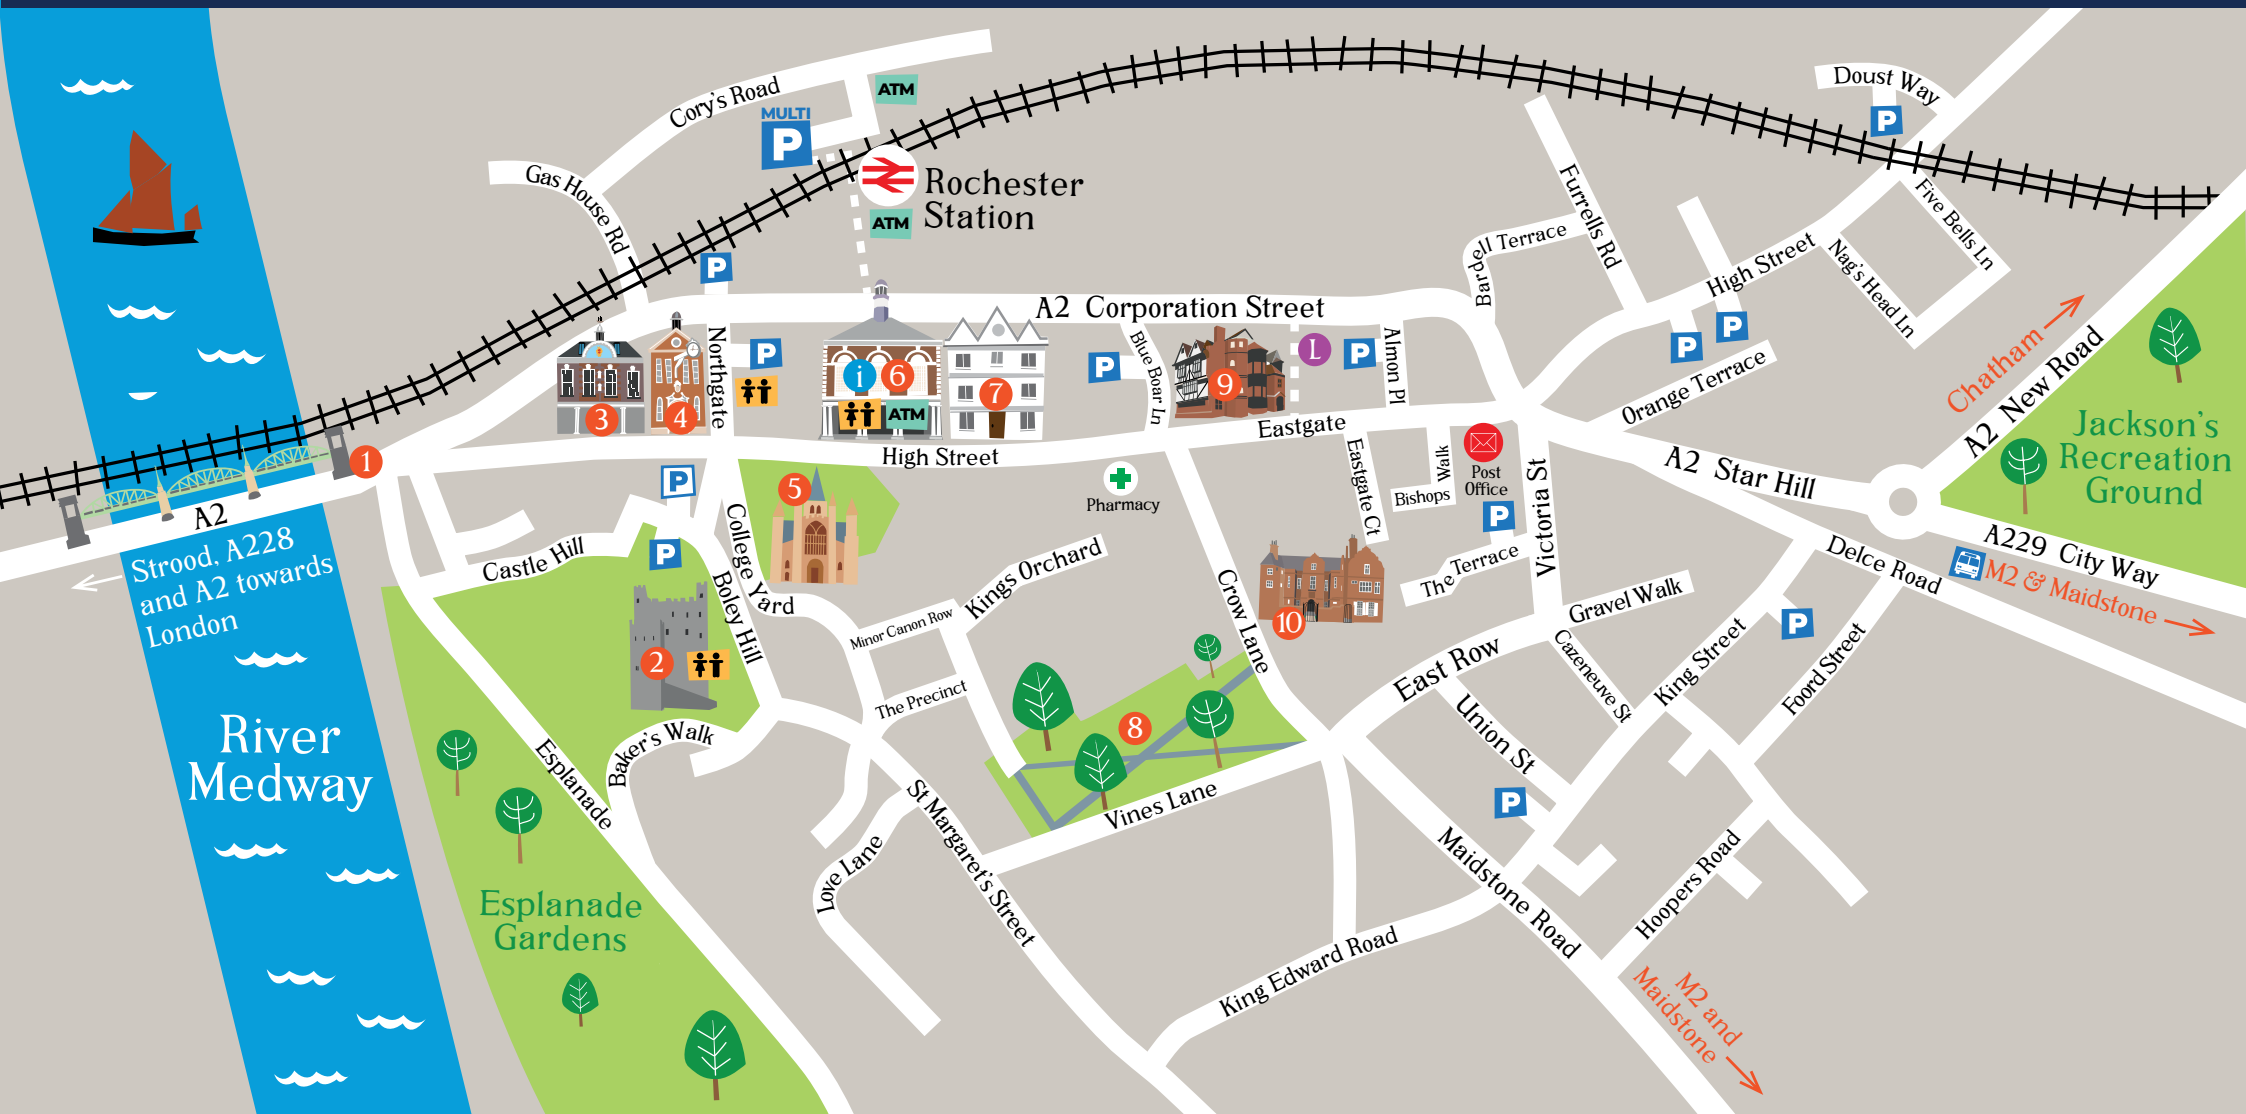 Doust Way
P
Cory's Road
ATM
MULTI
P
Gas House Rd
Rochester
Station
ATM
Furrells Rd
Five Bells Ln
Bardell Terrace
High Street
Nag's Head Ln
P
A2 Corporation Street
Northgate
P
i
6
ATM
7
3
4
Blue Boar Ln
P
9
L
P
Almon Pl
P
P
Orange Terrace
Chatham
A2 New Road
Jackson's
Recreation
Ground
1
A2
High Street
Eastgate
Eastgate Ct
Walk
Bishops
Post
Office
P
Victoria St
A2 Star Hill
P
5
Pharmacy
Strood, A228
and A2 towards
London
Castle Hill
P
College Yard
Boley Hill
2
Minor Canon Row
Kings Orchard
The Precinct
Crow Lane
10
The Terrace
Gravel Walk
East Row
Cazeneuve St
King Street
P
Foord Street
Delce Road
A229 City Way
M2 & Maidstone
River
Medway
Esplanade
Baker's Walk
8
Vines Lane
Union St
P
St Margaret's Street
Love Lane
Esplanade
Gardens
Maidstone Road
Hoopers Road
King Edward Road
M2 and
Maidstone